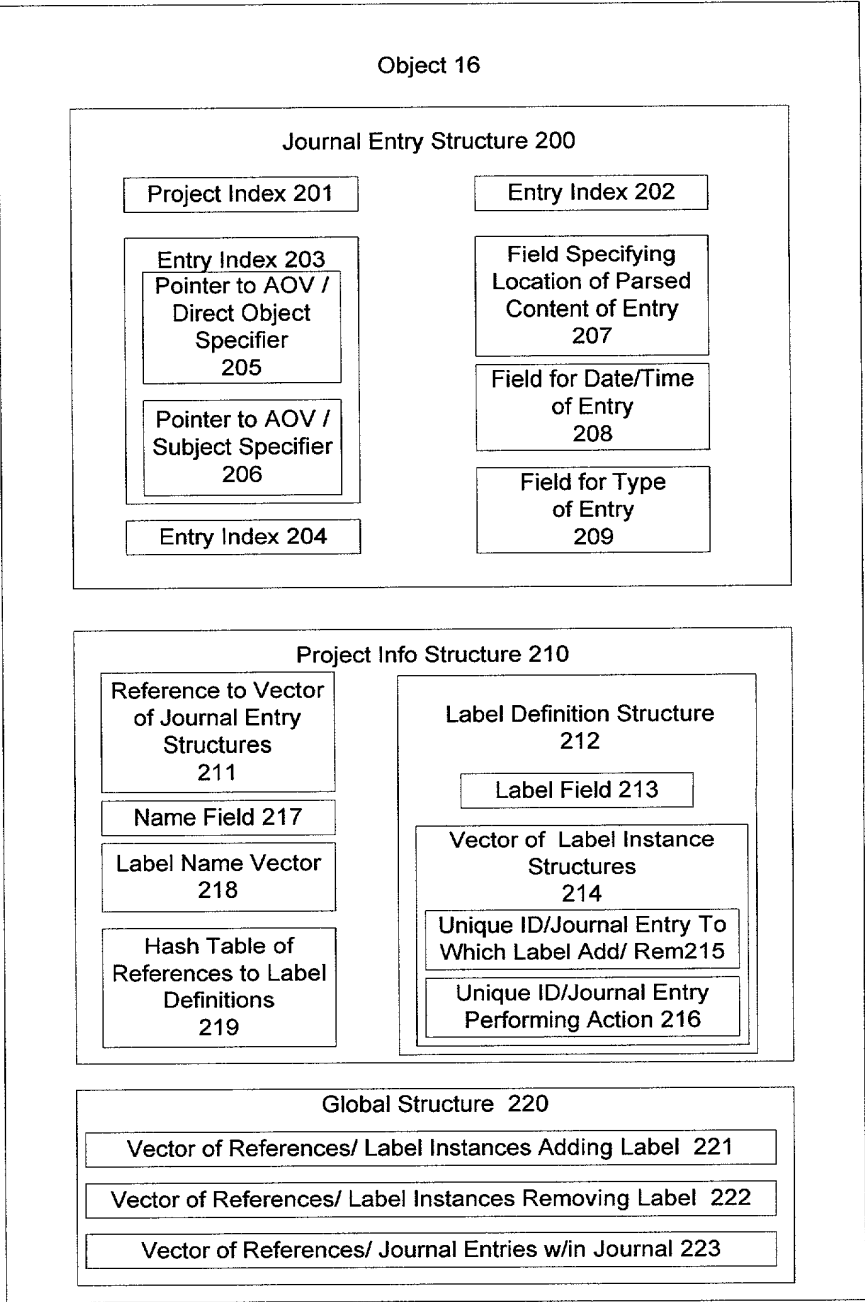 Object 16
Journal Entry Structure 200
Project Index 201
Entry Index 202
Entry Index 203
Pointer to AOV /
Direct Object
Specifier
205
Pointer to AOV /
Subject Specifier
206
Entry Index 204
Field Specifying
Location of Parsed
Content of Entry
207
Field for Date/Time
of Entry
208
Field for Type
of Entry
209
Project Info Structure 210
Reference to Vector
of Journal Entry
Structures
211
Name Field 217
Label Name Vector
218
Hash Table of
References to Label
Definitions
219
Label Definition Structure
212
Label Field 213
Vector of Label Instance
Structures
214
Unique ID/Journal Entry To
Which Label Add/ Rem215
Unique ID/Journal Entry
Performing Action 216
Global Structure 220
Vector of References/ Label Instances Adding Label 221
Vector of References/ Label Instances Removing Label 222
Vector of References/ Journal Entries w/in Journal 223